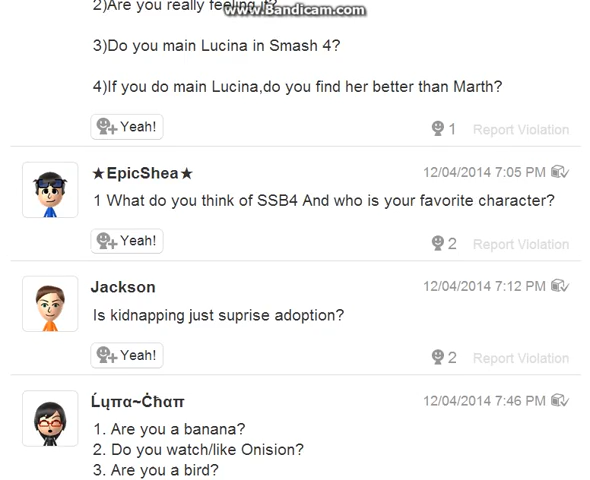 2)Are you really feeling it?
www.Bandicam.com
3)Do you main Lucina in Smash 4?
4)If you do main Lucina,do you find her better than Marth?
Yeah!
1 Report Violation
★EpicShea★ 12/04/2014 7:05 PM
1 What do you think of SSB4 And who is your favorite character?
Yeah!
2 Report Violation
Jackson 12/04/2014 7:12 PM
Is kidnapping just suprise adoption?
Yeah!
2 Report Violation
Ĺųπα~Ċħαπ 12/04/2014 7:46 PM
1. Are you a banana?
2. Do you watch/like Onision?
3. Are you a bird?